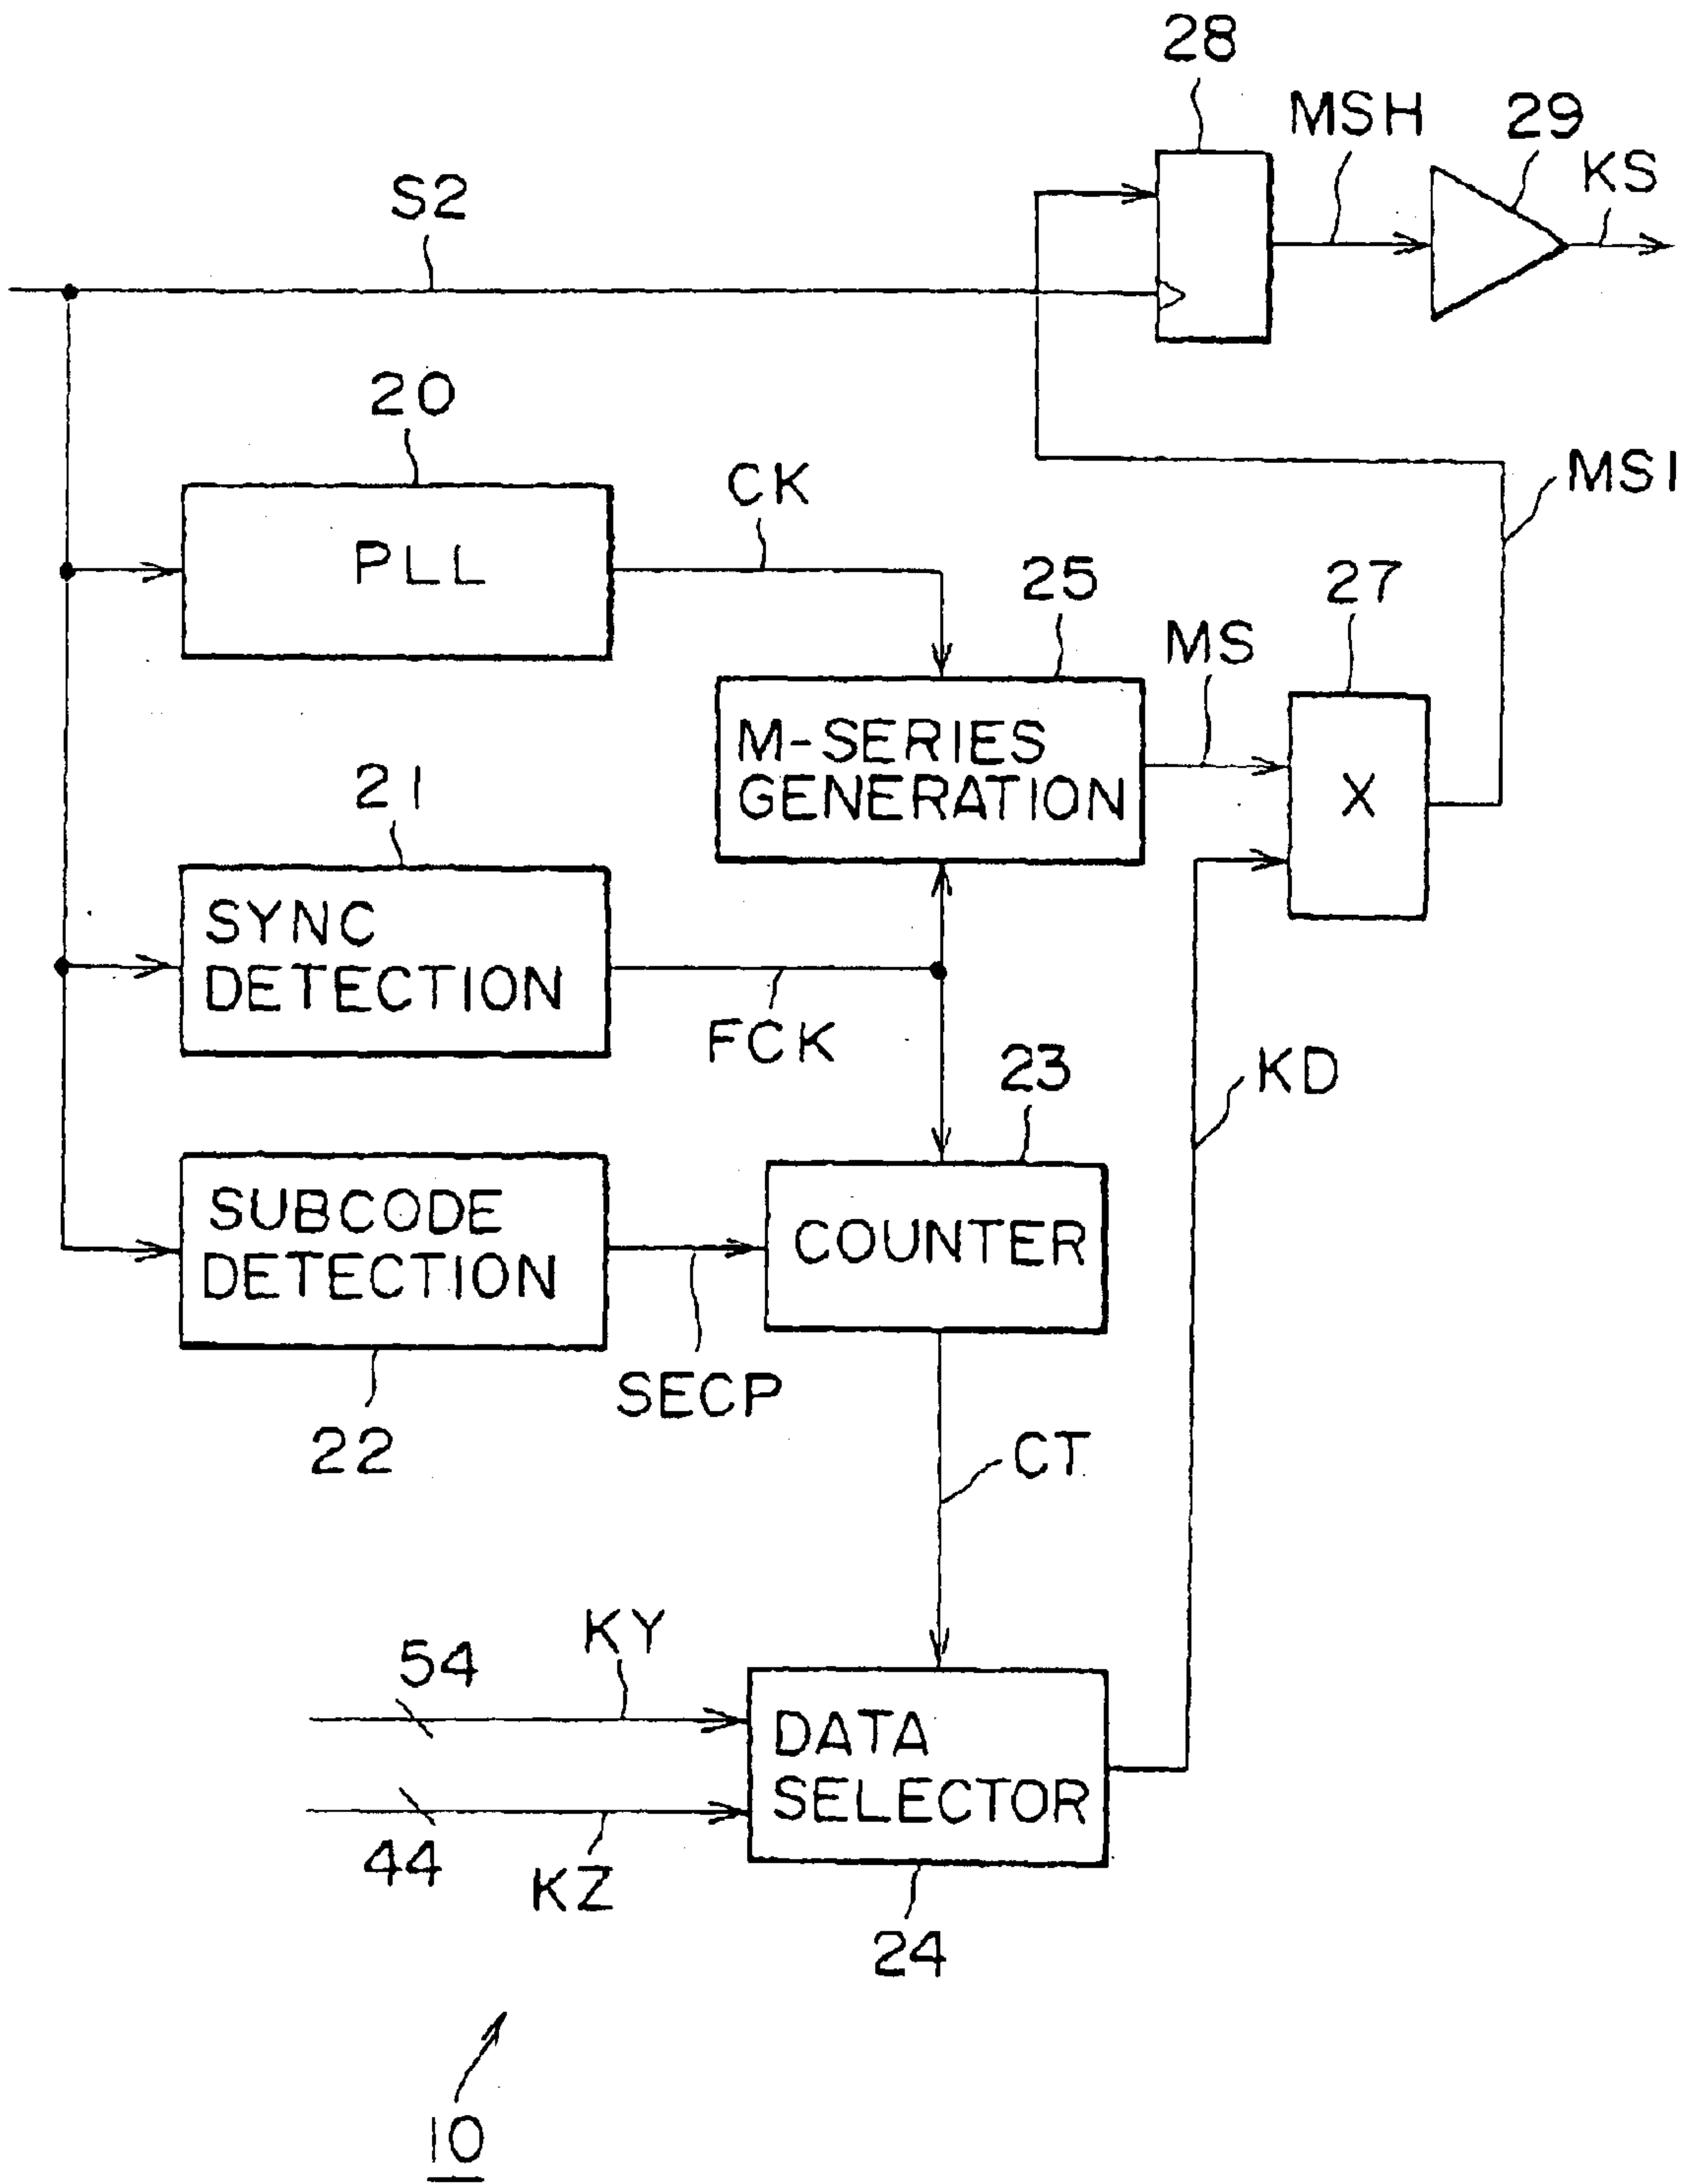 28
MSH
29
KS
S2
20
CK
MS1
PLL
25
27
MS
M-SERIES
GENERATION
X
21
SYNC
DETECTION
FCK
23
KD
SUBCODE
DETECTION
COUNTER
SECP
22
CT
KY
54
DATA
SELECTOR
44
KZ
24
10